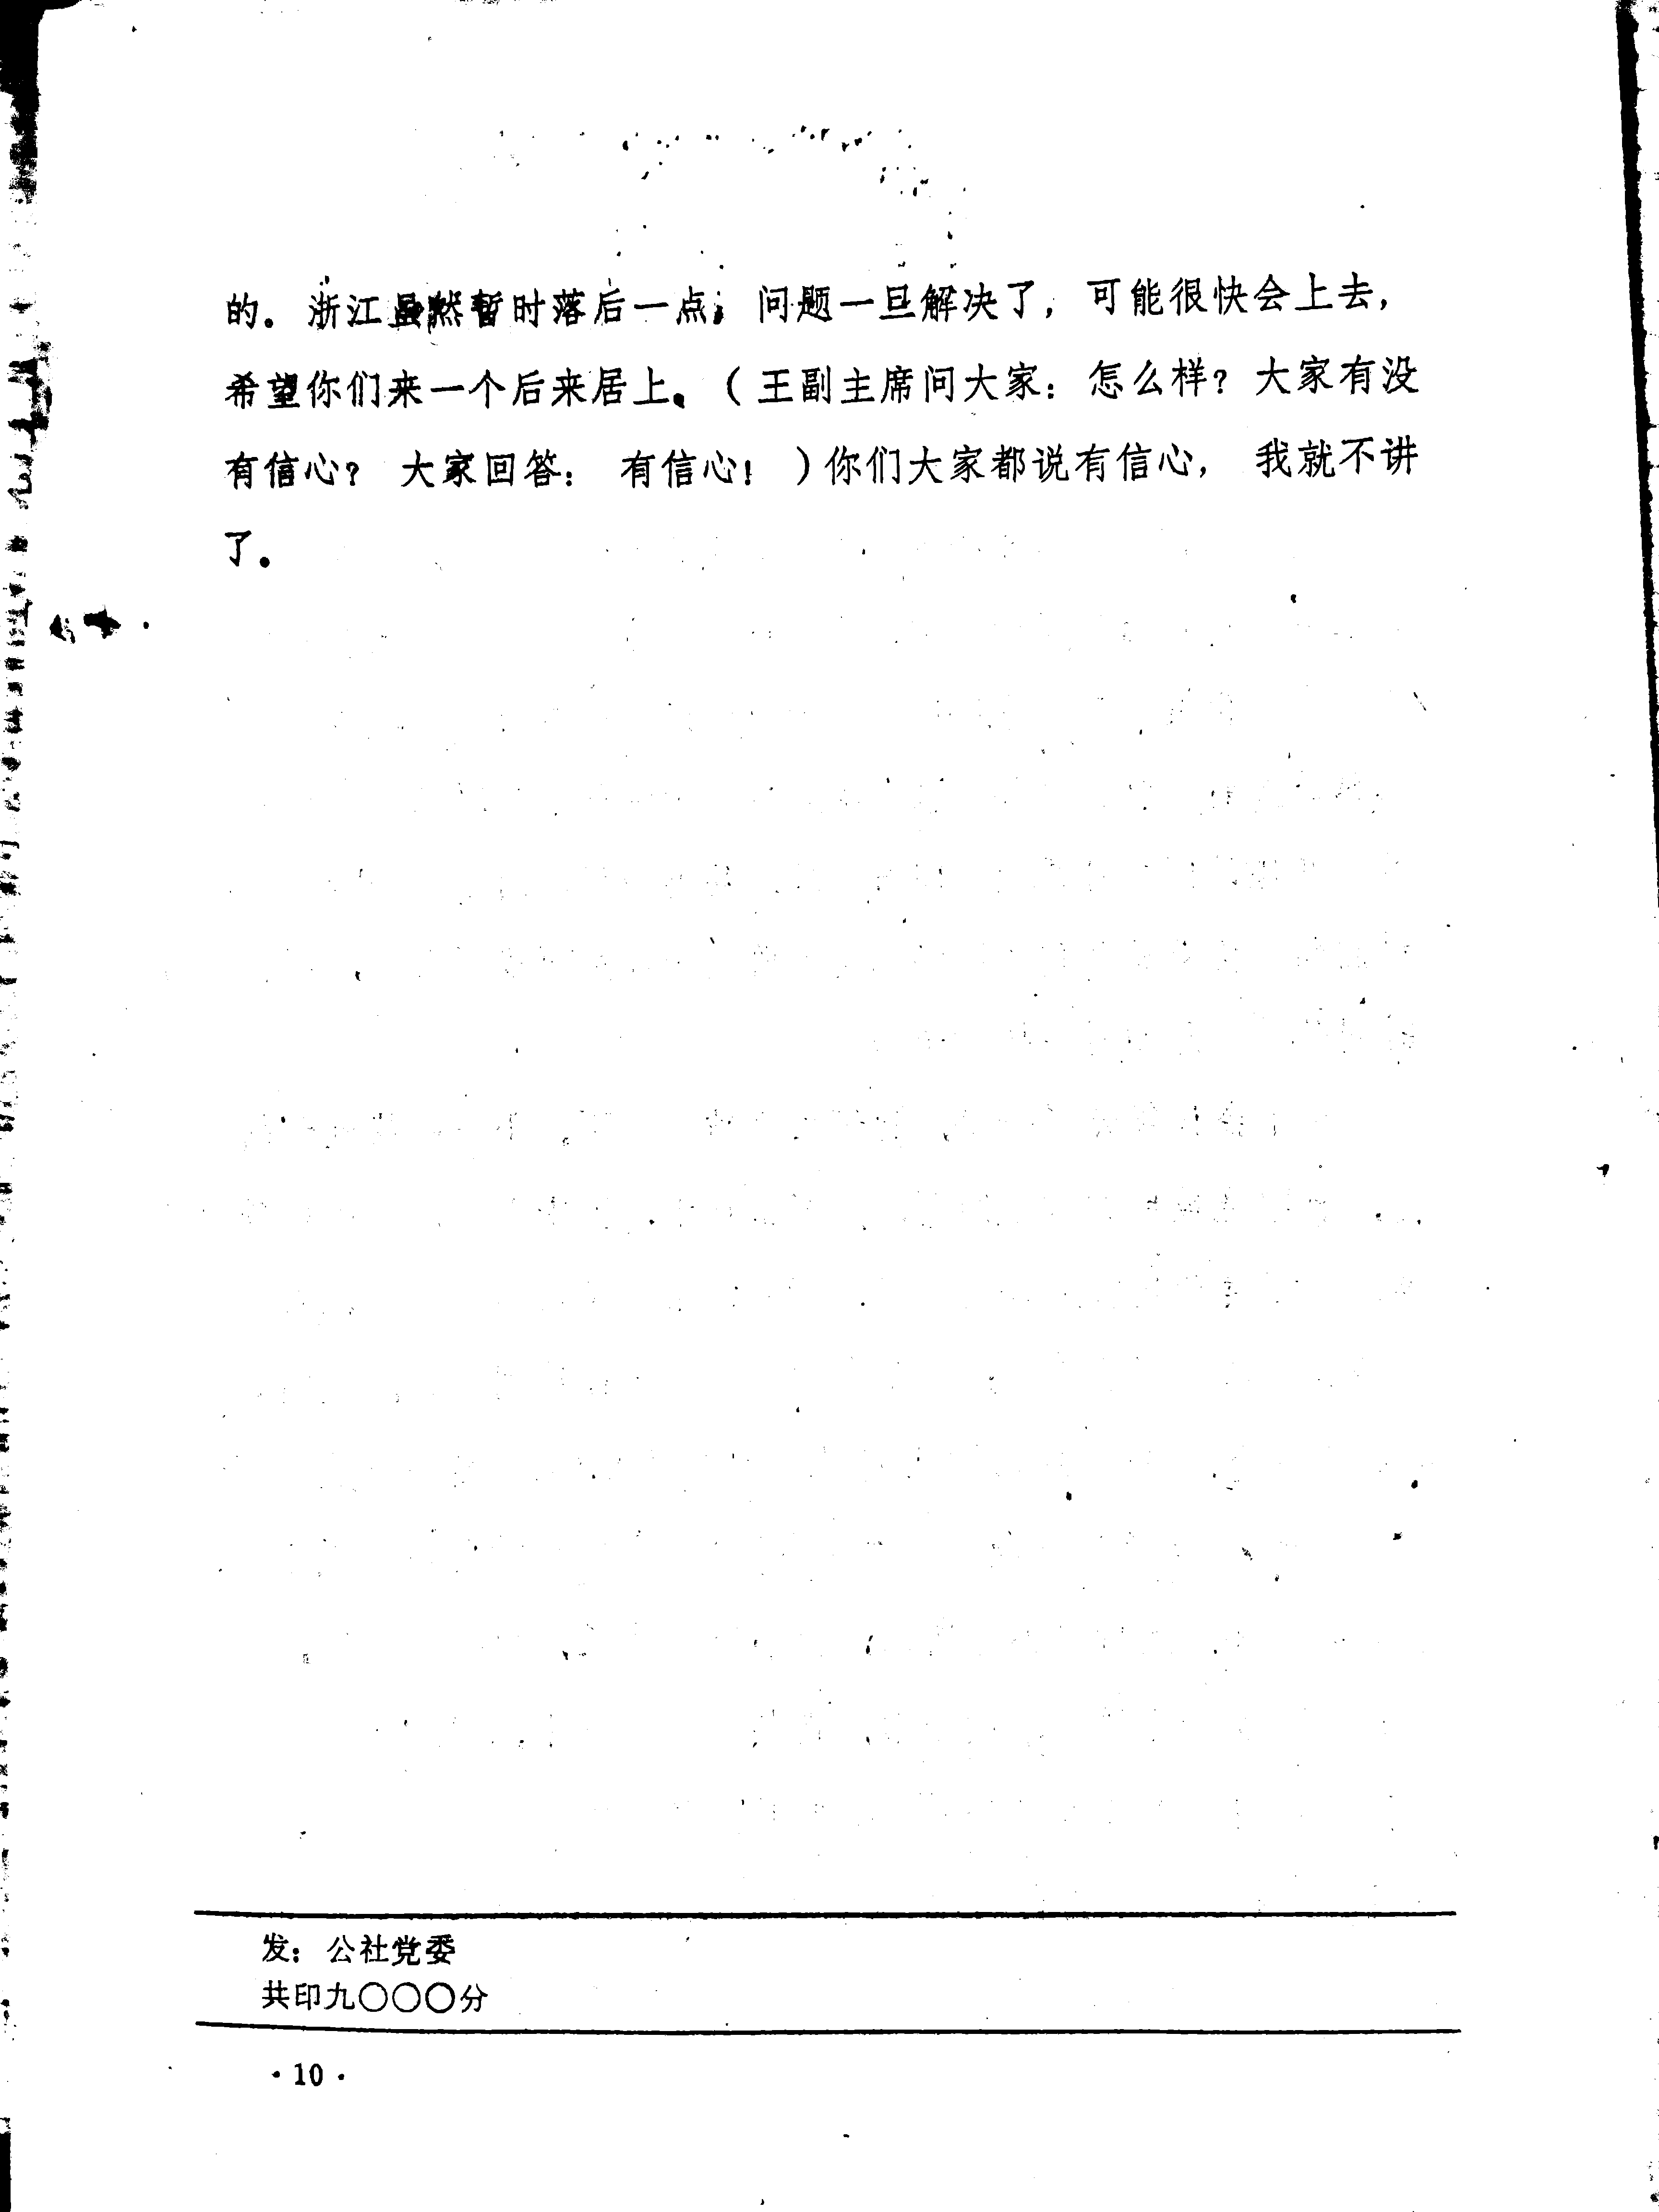 的。浙江虽然暂时落后一点，问题一旦解决了，可能很快会上去，
希望你们来一个后来居上。（王副主席问大家：怎么样？大家有没
有信心？大家回答：有信心！）你们大家都说有信心，我就不讲
了。
发：公社党委
共印九〇〇〇分
·10·